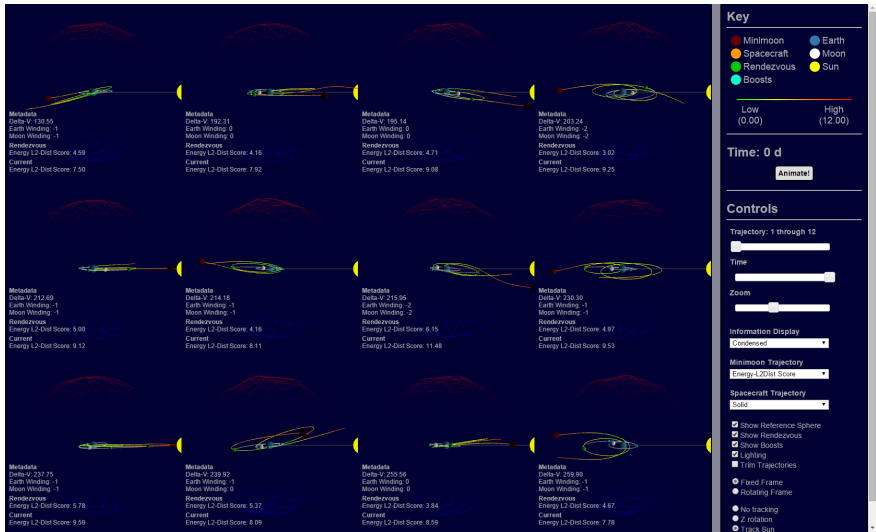 Metadata
Delta-V: 130.55
Earth Winding: -1
Moon Winding: -1
Rendezvous
Energy L2-Dist Score: 4.59
Current
Energy L2-Dist Score: 7.50
Metadata
Delta-V: 192.31
Earth Winding: 0
Moon Winding: 0
Rendezvous
Energy L2-Dist Score: 4.16
Current
Energy L2-Dist Score: 7.92
Metadata
Delta-V: 195.14
Earth Winding: 0
Moon Winding: 0
Rendezvous
Energy L2-Dist Score: 4.71
Current
Energy L2-Dist Score: 9.08
Metadata
Delta-V: 203.24
Earth Winding: -2
Moon Winding: -2
Rendezvous
Energy L2-Dist Score: 3.02
Current
Energy L2-Dist Score: 9.25
Metadata
Delta-V: 212.69
Earth Winding: -1
Moon Winding: -1
Rendezvous
Energy L2-Dist Score: 5.00
Current
Energy L2-Dist Score: 9.12
Metadata
Delta-V: 214.18
Earth Winding: -1
Moon Winding: -1
Rendezvous
Energy L2-Dist Score: 4.16
Current
Energy L2-Dist Score: 8.11
Metadata
Delta-V: 215.95
Earth Winding: -2
Moon Winding: -2
Rendezvous
Energy L2-Dist Score: 6.15
Current
Energy L2-Dist Score: 11.48
Metadata
Delta-V: 230.30
Earth Winding: -1
Moon Winding: -1
Rendezvous
Energy L2-Dist Score: 4.97
Current
Energy L2-Dist Score: 9.53
Metadata
Delta-V: 237.75
Earth Winding: -1
Moon Winding: -1
Rendezvous
Energy L2-Dist Score: 5.78
Current
Energy L2-Dist Score: 9.59
Metadata
Delta-V: 239.92
Earth Winding: -1
Moon Winding: -1
Rendezvous
Energy L2-Dist Score: 5.37
Current
Energy L2-Dist Score: 8.09
Metadata
Delta-V: 255.56
Earth Winding: 0
Moon Winding: 0
Rendezvous
Energy L2-Dist Score: 3.84
Current
Energy L2-Dist Score: 8.59
Metadata
Delta-V: 259.90
Earth Winding: -1
Moon Winding: -1
Rendezvous
Energy L2-Dist Score: 4.67
Current
Energy L2-Dist Score: 7.78
Key
Minimoon Earth
Spacecraft Moon
Rendezvous Sun
Boosts
Low High
(0.00) (12.00)
Time: 0 d
Animate!
Controls
Trajectory: 1 through 12
Time
Zoom
Information Display
Condensed
Minimoon Trajectory
Energy-L2Dist Score
Spacecraft Trajectory
Solid
Show Reference Sphere
Show Rendezvous
Show Boosts
Lighting
Trim Trajectories
Fixed Frame
Rotating Frame
No tracking
Z rotation
Track Sun